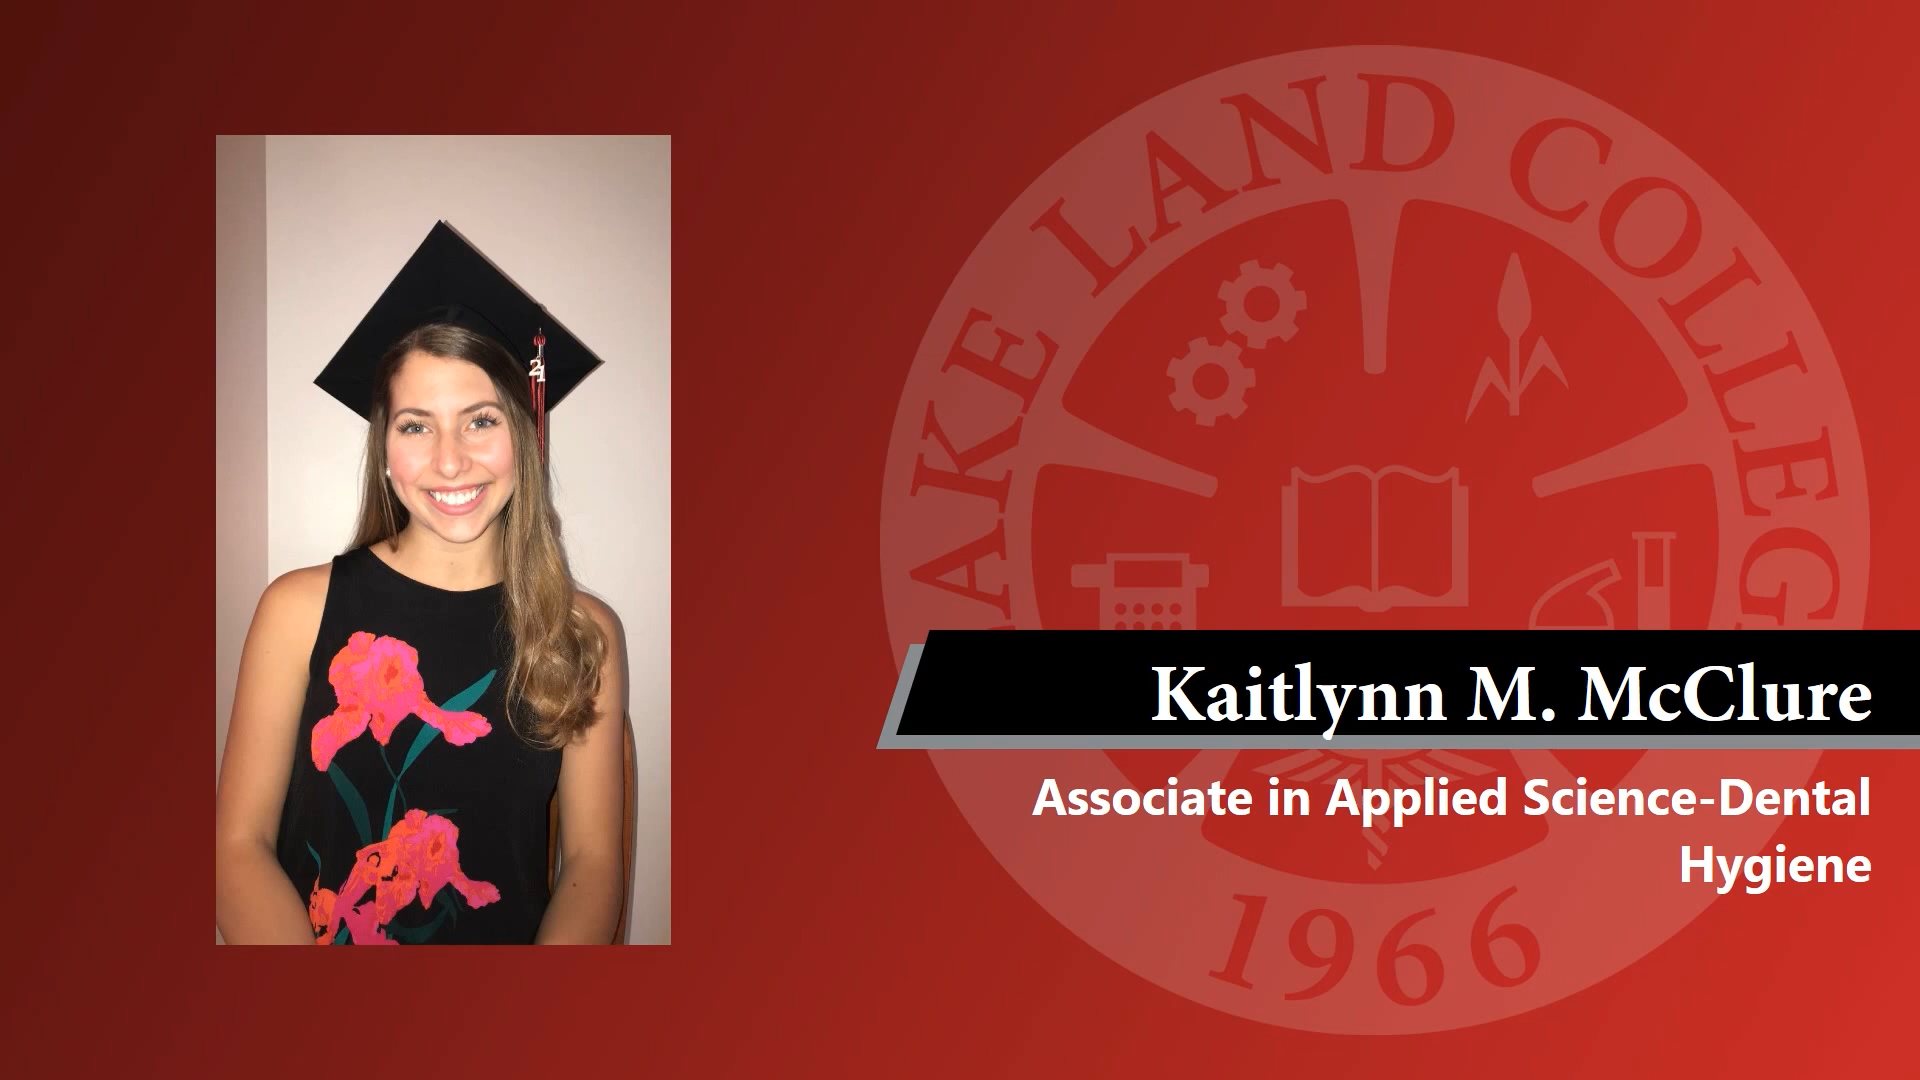 LAKE LAND COLLEGE
21
Kaitlynn M. McClure
Associate in Applied Science-Dental
Hygiene
1966